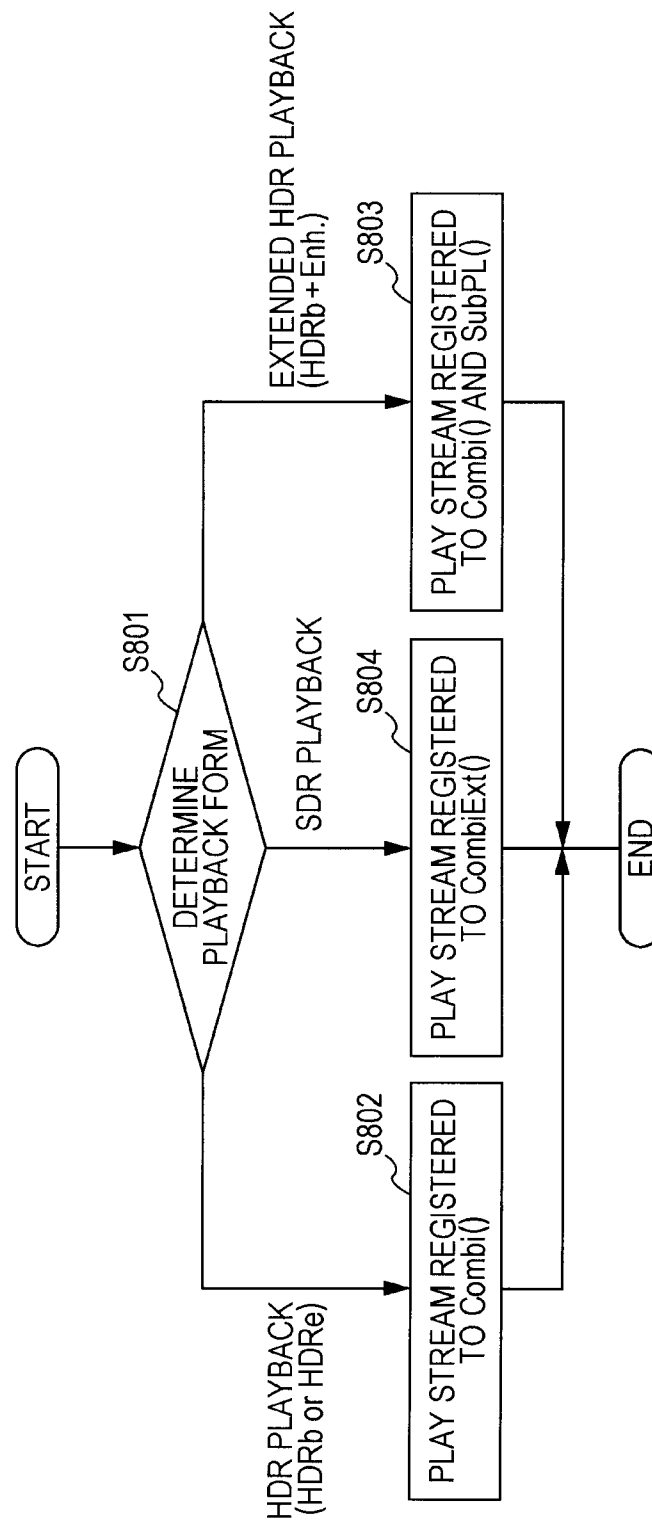 START
S801
DETERMINE
PLAYBACK FORM
HDR PLAYBACK
(HDRb or HDRe)
SDR PLAYBACK
EXTENDED HDR PLAYBACK
(HDRb + Enh.)
S802
PLAY STREAM REGISTERED
TO Combi()
S804
PLAY STREAM REGISTERED
TO CombiExt()
S803
PLAY STREAM REGISTERED
TO Combi() AND SubPL()
END